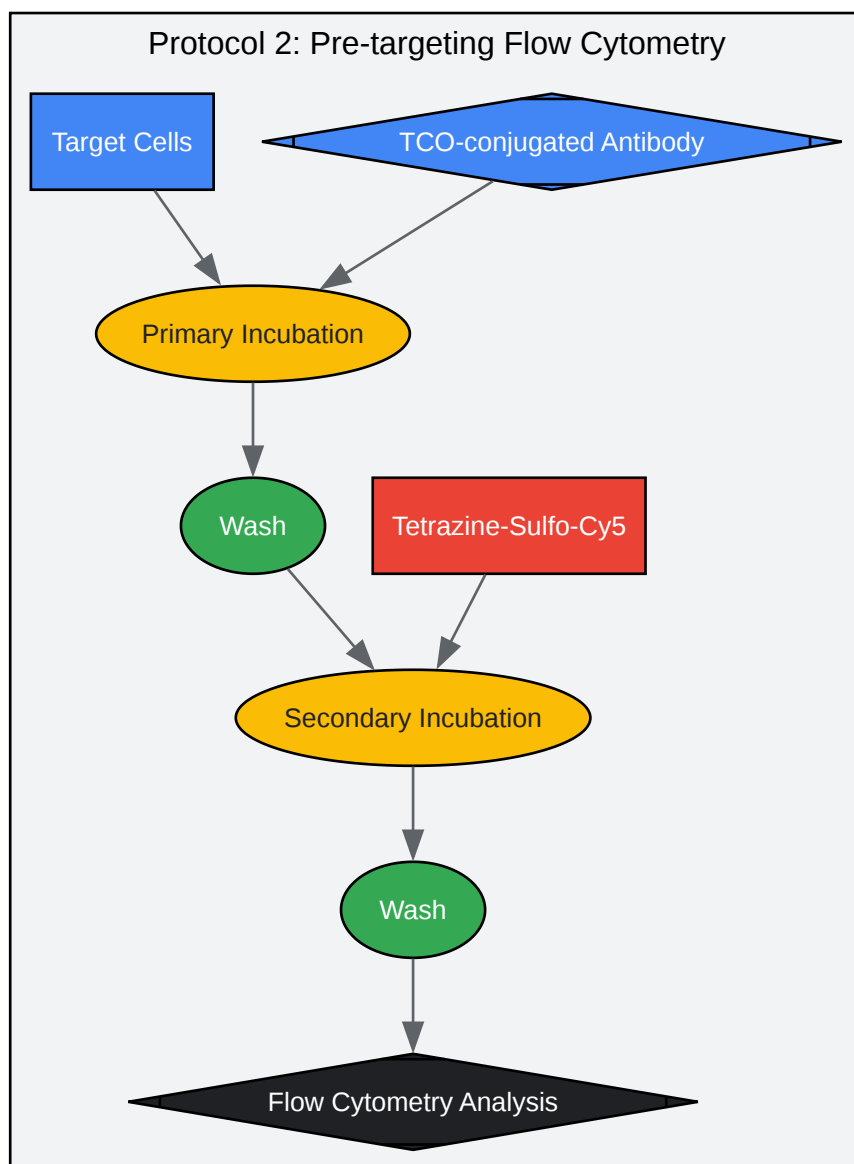 Protocol 2: Pre-targeting Flow Cytometry
Target Cells
TCO-conjugated Antibody
Primary Incubation
Wash
Tetrazine-Sulfo-Cy5
Secondary Incubation
Wash
Flow Cytometry Analysis